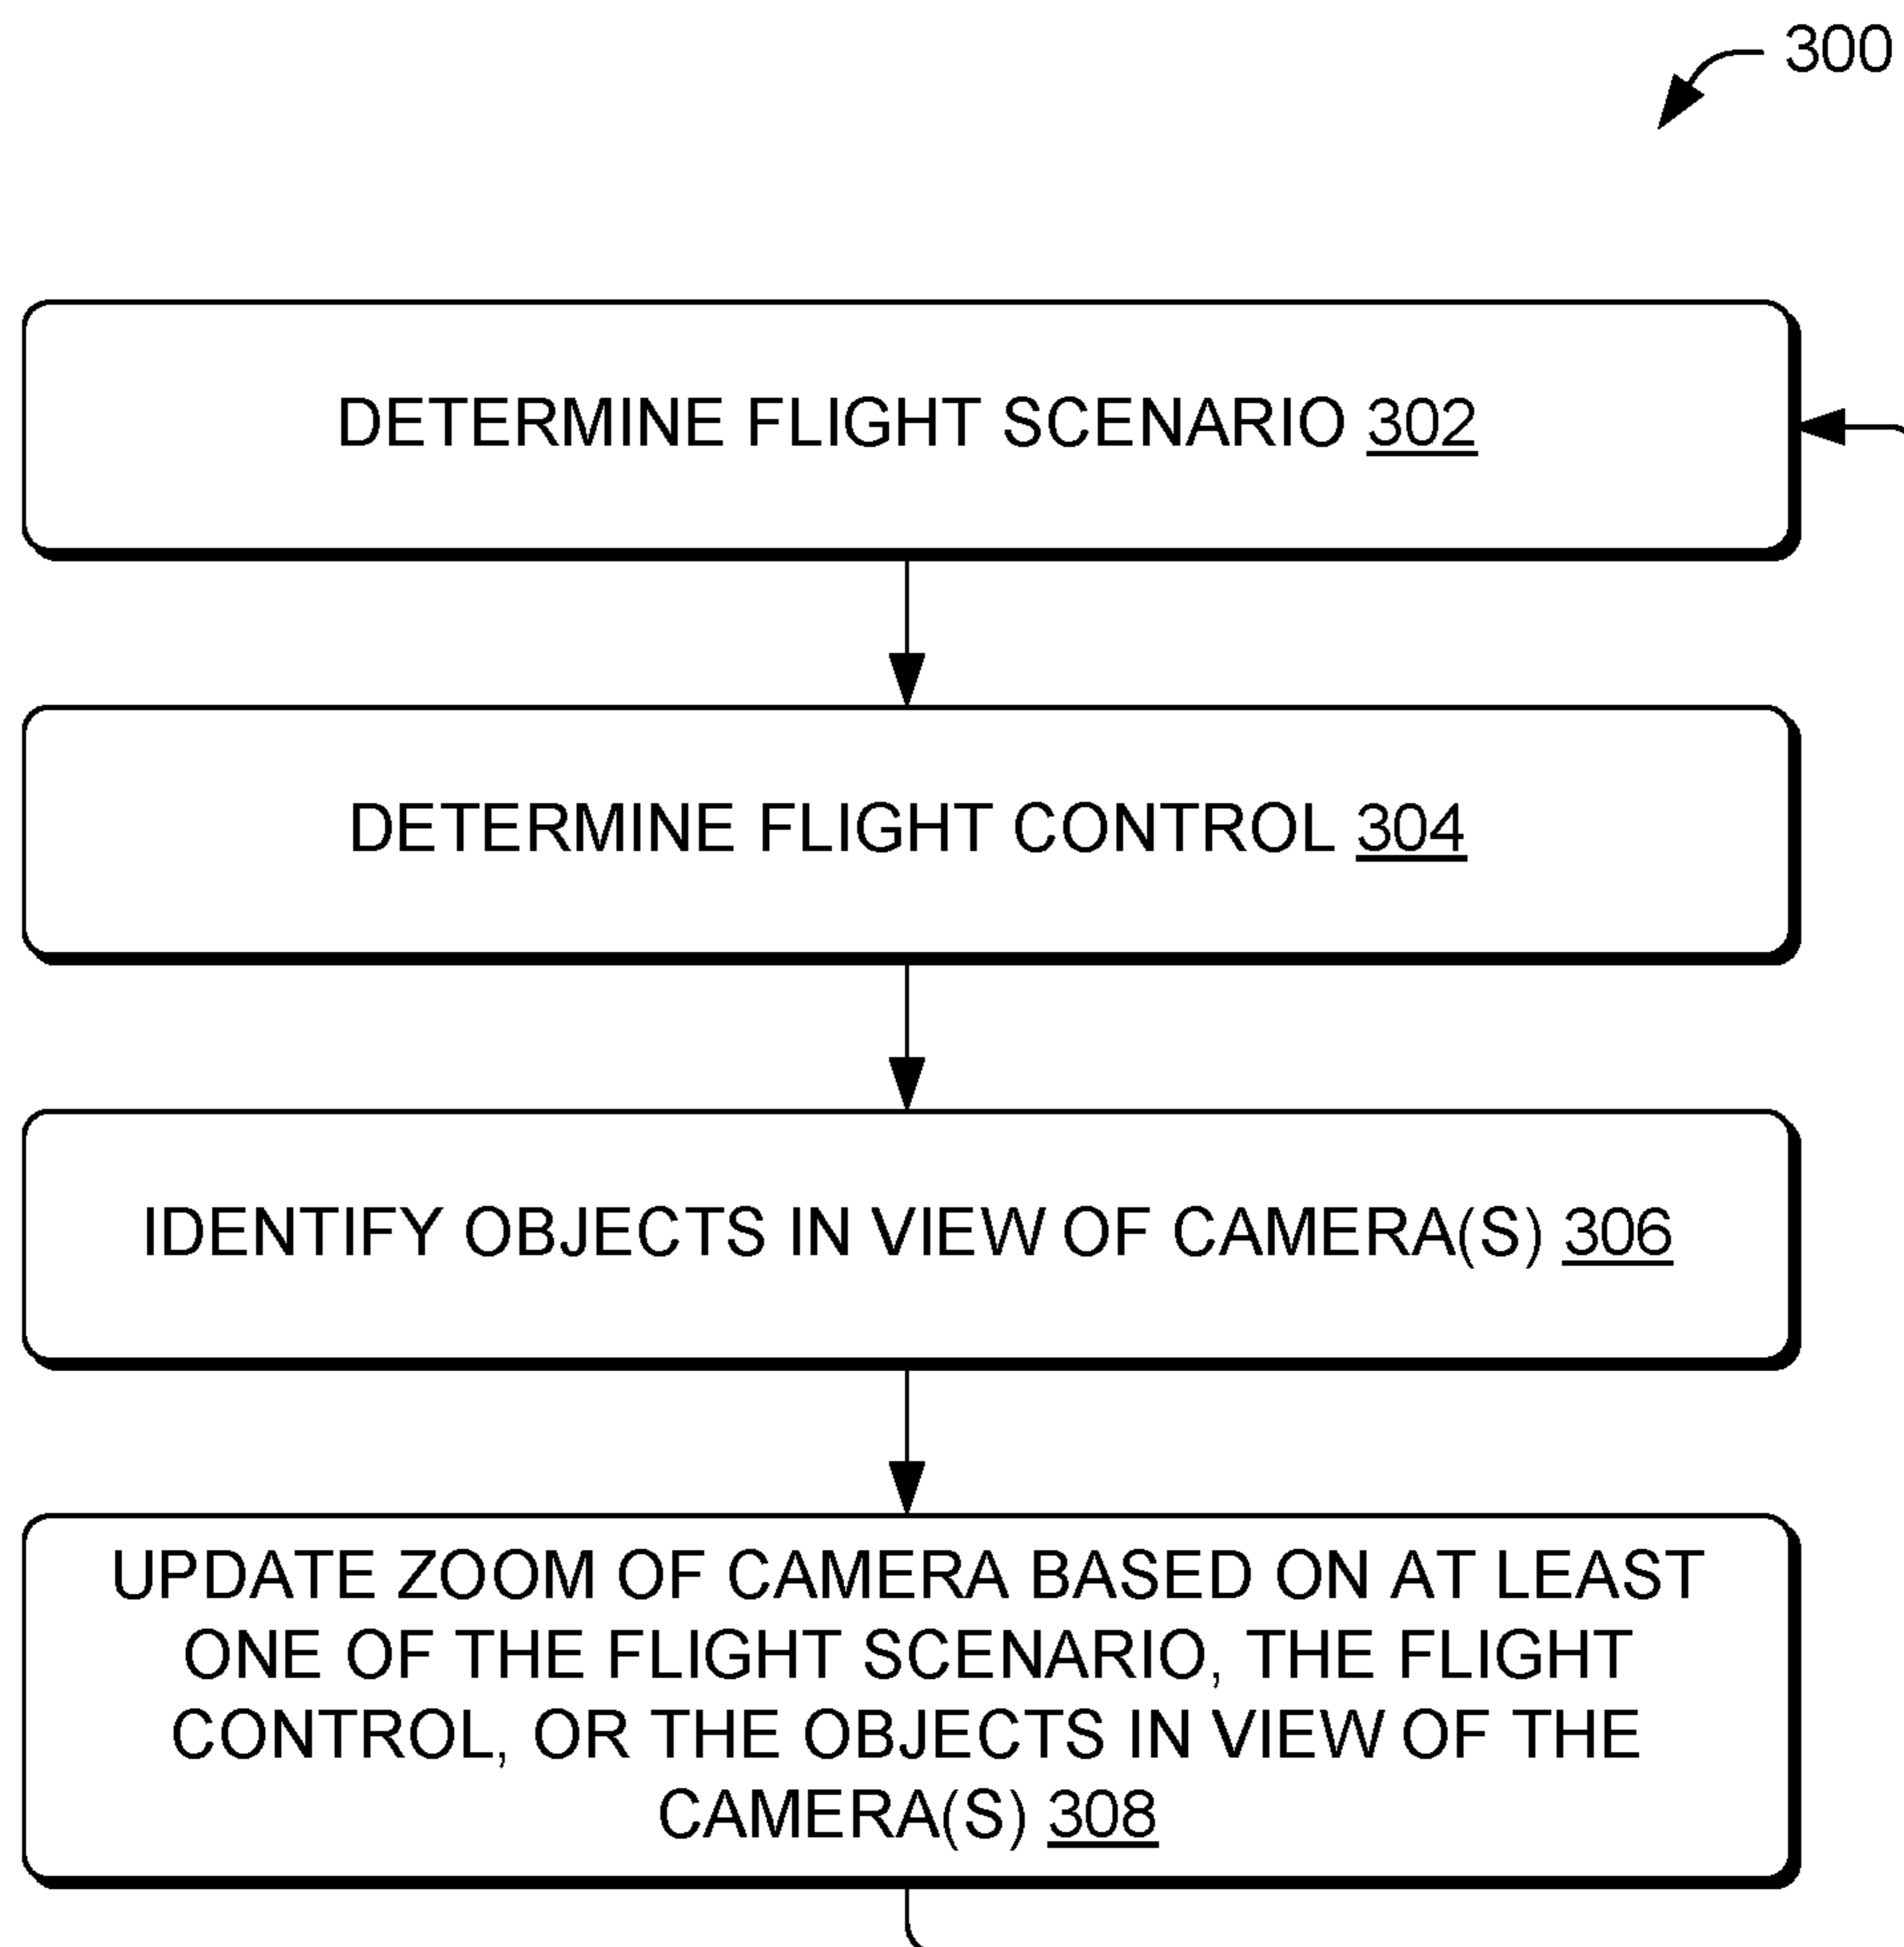 300
DETERMINE FLIGHT SCENARIO 302
DETERMINE FLIGHT CONTROL 304
IDENTIFY OBJECTS IN VIEW OF CAMERA(S) 306
UPDATE ZOOM OF CAMERA BASED ON AT LEAST
ONE OF THE FLIGHT SCENARIO, THE FLIGHT
CONTROL, OR THE OBJECTS IN VIEW OF THE
CAMERA(S) 308